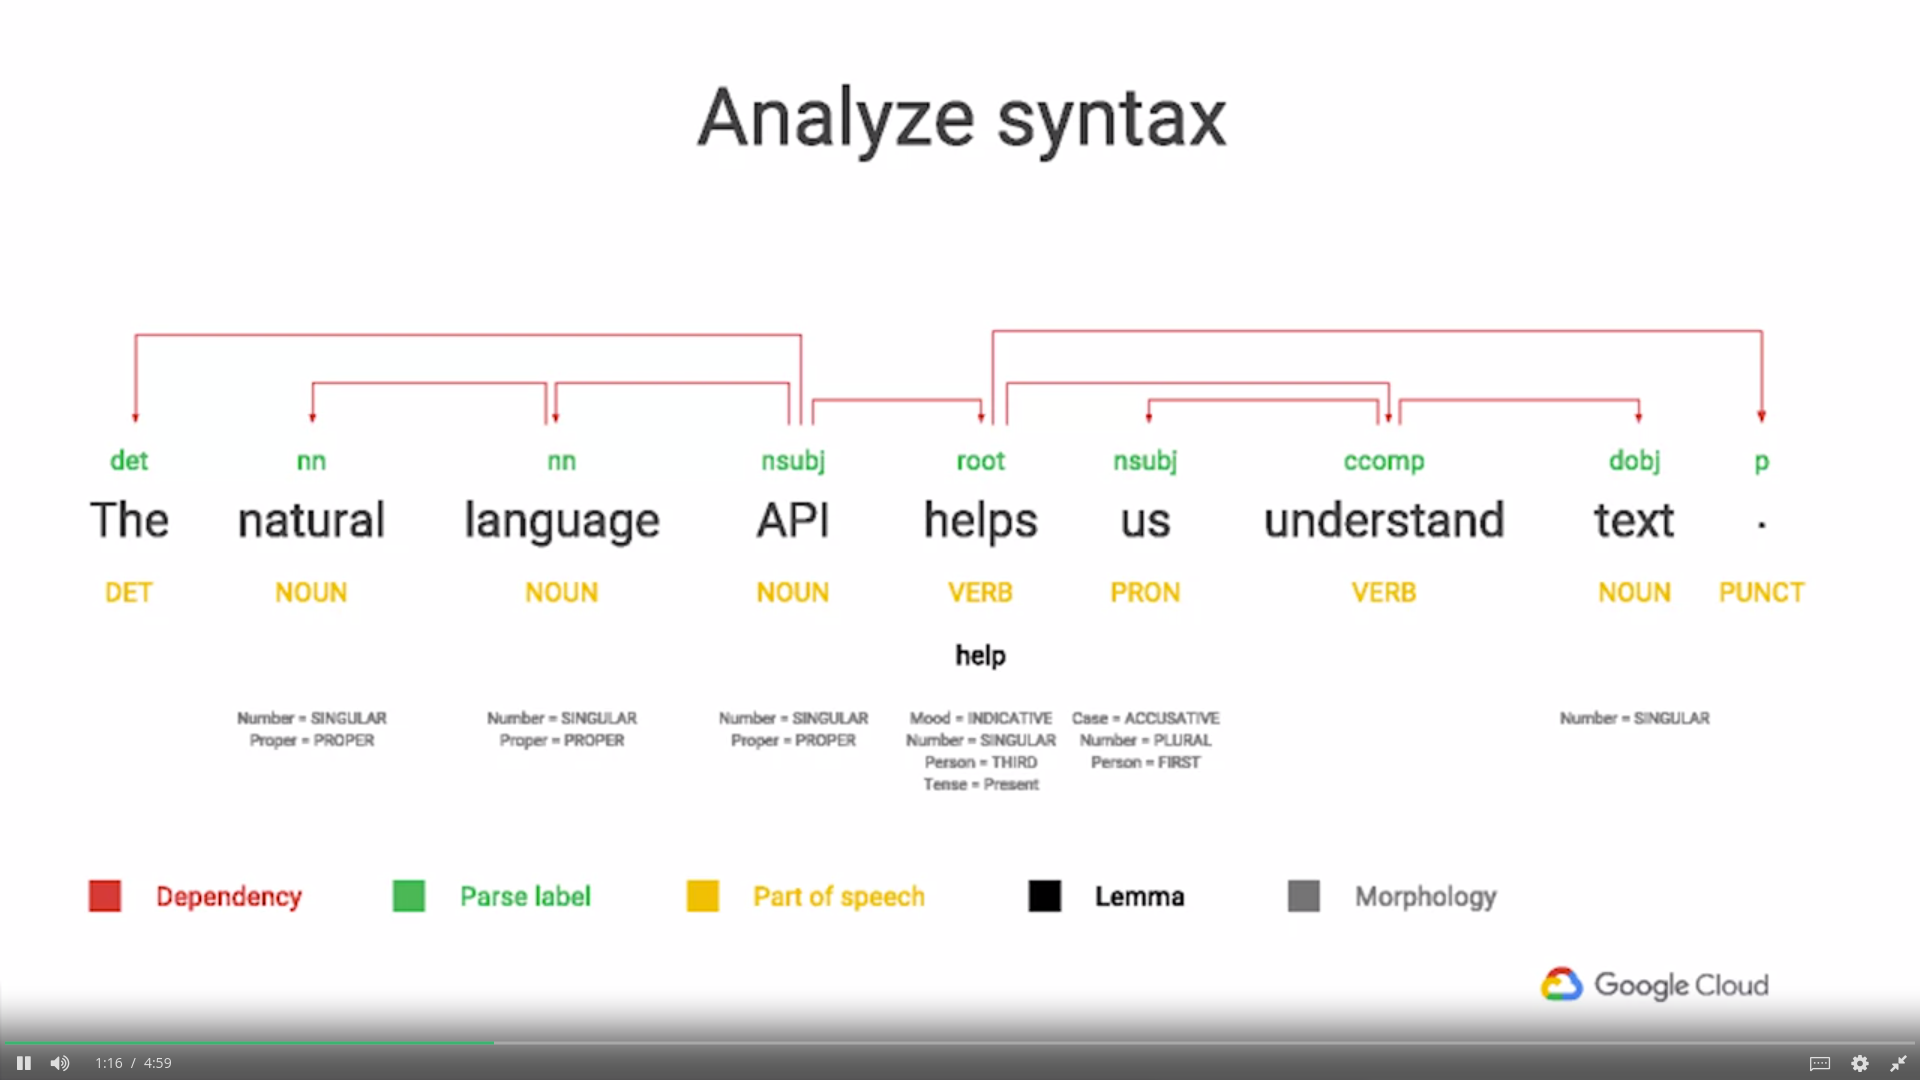 Analyze syntax
det nn nn nsubj root nsubj ccomp dobj p
The natural language API helps us understand text .
DET NOUN NOUN NOUN VERB PRON VERB NOUN PUNCT
help
Number = SINGULAR Number = SINGULAR Number = SINGULAR Mood = INDICATIVE Case = ACCUSATIVE Number = SINGULAR
Proper = PROPER Proper = PROPER Proper = PROPER Number = SINGULAR Number = PLURAL
Person = THIRD Person = FIRST
Tense = Present
Dependency Parse label Part of speech Lemma Morphology
Google Cloud
1:16 / 4:59